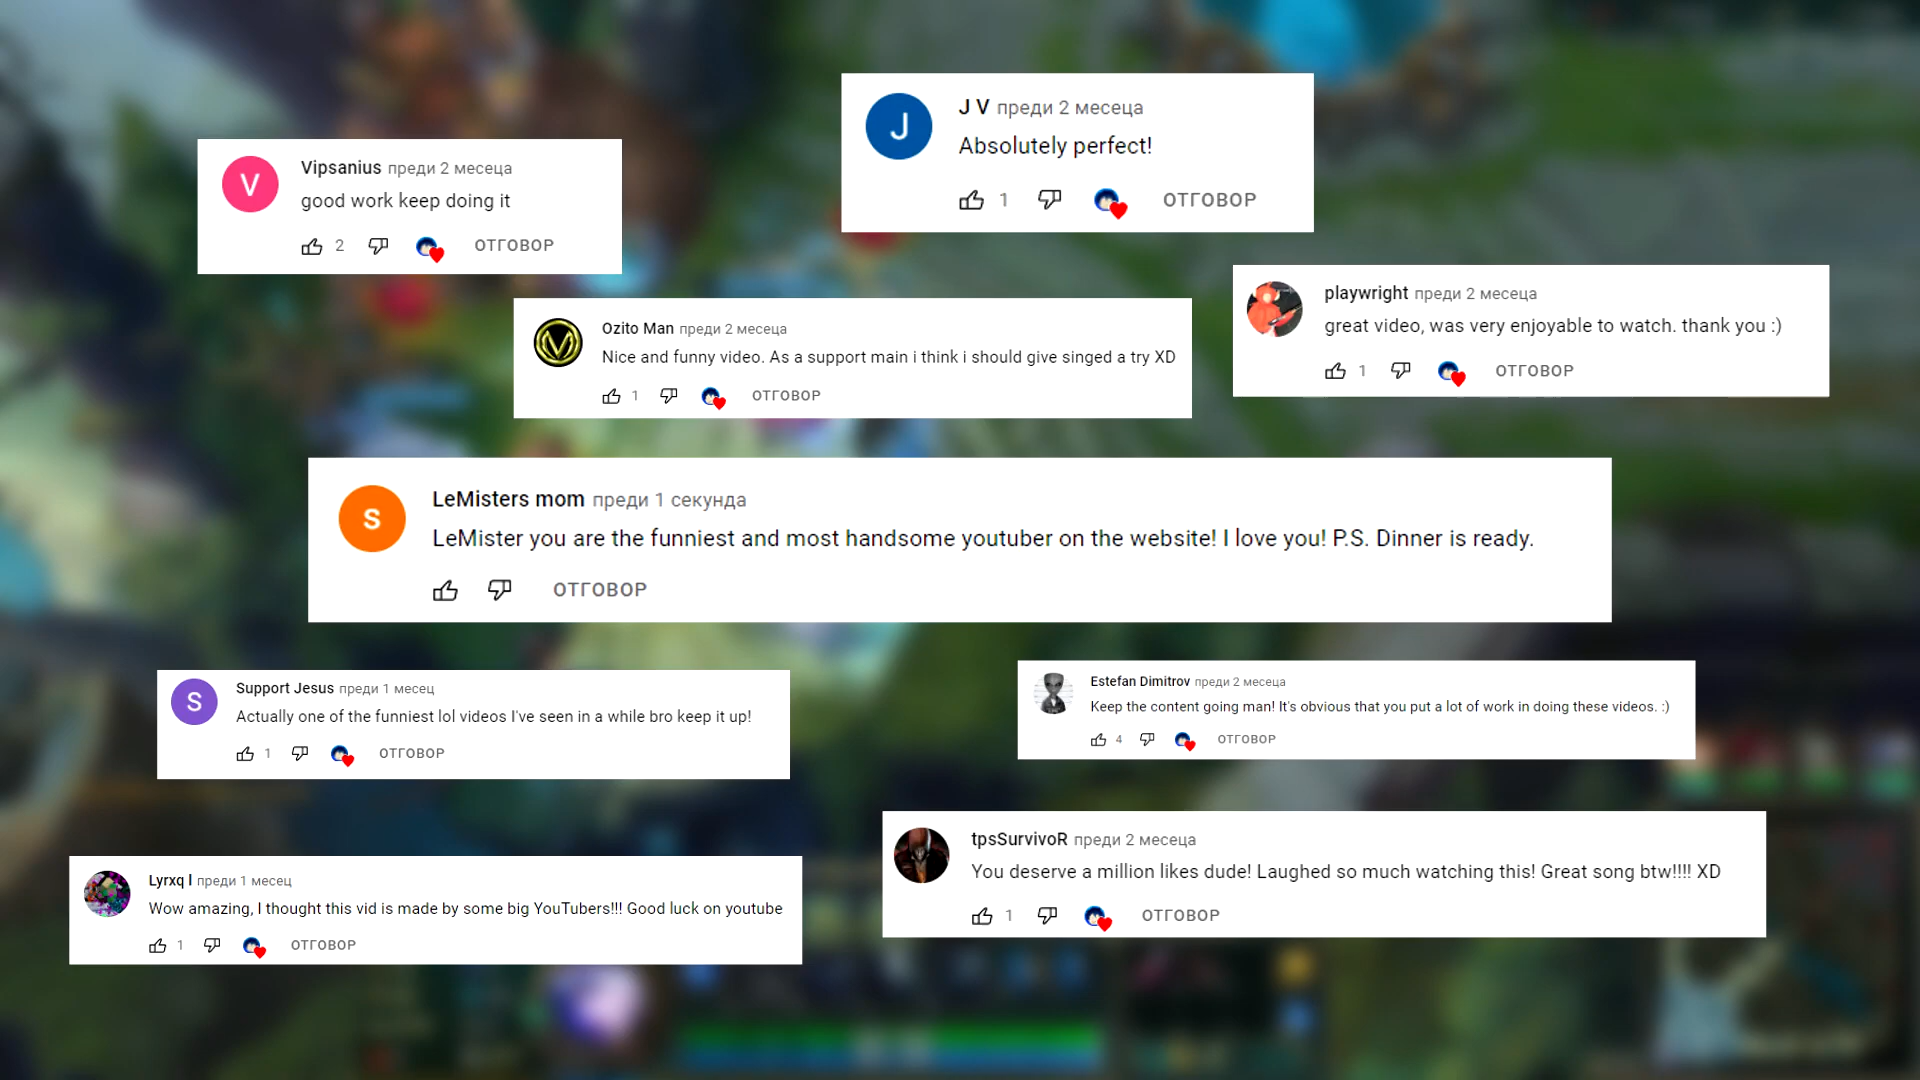 J V преди 2 месеца
Absolutely perfect!
1 ОТГОВОР
V
Vipsanius преди 2 месеца
good work keep doing it
2 ОТГОВОР
J
playwright преди 2 месеца
great video, was very enjoyable to watch. thank you :)
1 ОТГОВОР
Ozito Man преди 2 месеца
Nice and funny video. As a support main i think i should give singed a try XD
1 ОТГОВОР
S
LeMisters mom преди 1 секунда
LeMister you are the funniest and most handsome youtuber on the website! I love you! P.S. Dinner is ready.
ОТГОВОР
S
Support Jesus преди 1 месец
Actually one of the funniest lol videos I've seen in a while bro keep it up!
1 ОТГОВОР
Estefan Dimitrov преди 2 месеца
Keep the content going man! It's obvious that you put a lot of work in doing these videos. :)
4 ОТГОВОР
tpsSurvivoR преди 2 месеца
You deserve a million likes dude! Laughed so much watching this! Great song btw!!!! XD
1 ОТГОВОР
Lyrxq l преди 1 месец
Wow amazing, I thought this vid is made by some big YouTubers!!! Good luck on youtube
1 ОТГОВОР